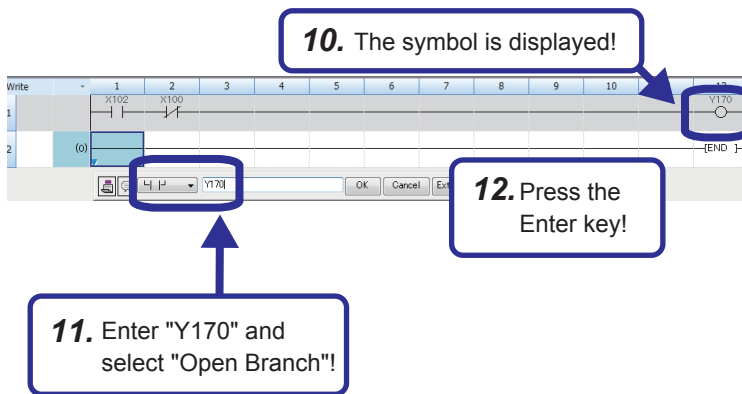 10. The symbol is displayed!
Write 1 2 3 4 5 6 7 8 9 10 12
X102 X100 Y170
1
2 (0) [END ]
Y170 OK Cancel Ext
12. Press the
Enter key!
11. Enter "Y170" and
select "Open Branch"!